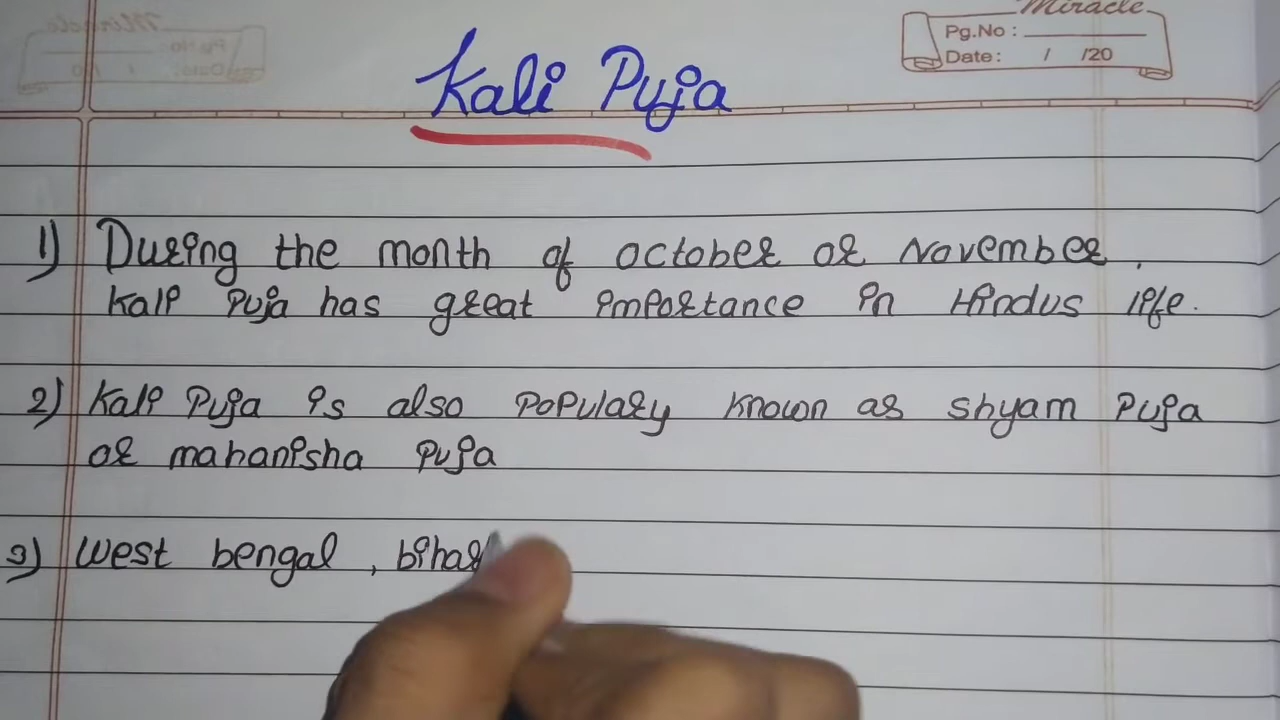 Miracle
Pg.No :
Date: / /20
Kali Puja
1) During the month of october or November,
Kali Puja has great importance in Hindus life.
2) Kali Puja is also Populary Known as shyam Puja
or mahanisha Puja
3) West bengal, bihar